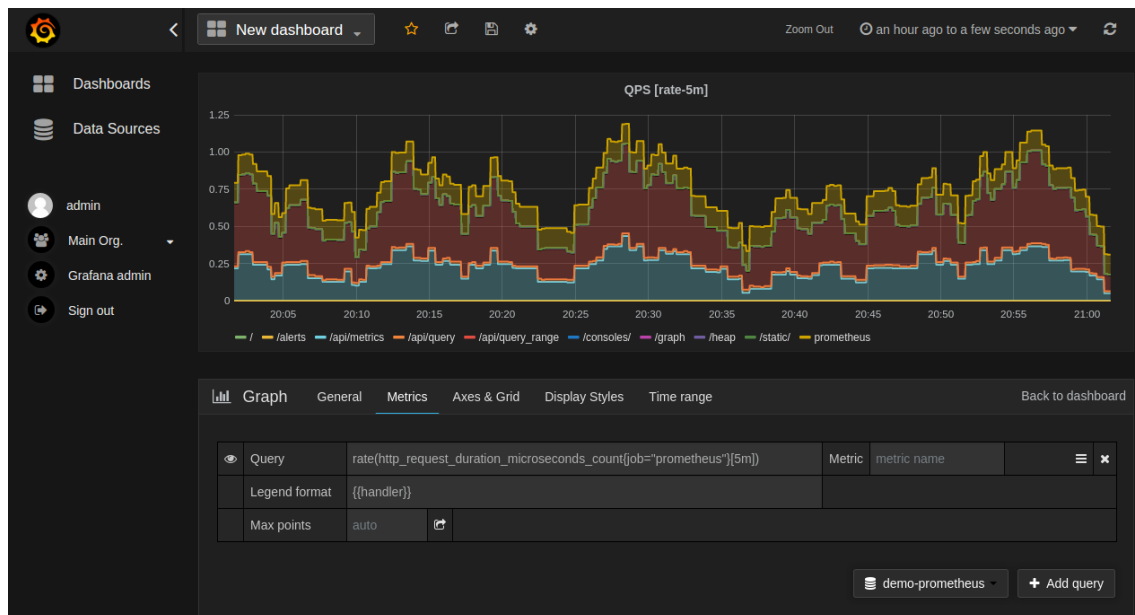 New dashboard
Zoom Out
an hour ago to a few seconds ago
Dashboards
Data Sources
admin
Main Org.
Grafana admin
Sign out
QPS [rate-5m]
1.25
1.00
0.75
0.50
0.25
0
20:05 20:10 20:15 20:20 20:25 20:30 20:35 20:40 20:45 20:50 20:55 21:00
/ /alerts /api/metrics /api/query /api/query_range /consoles/ /graph /heap /static/ prometheus
Graph General Metrics Axes & Grid Display Styles Time range Back to dashboard
Query rate(http_request_duration_microseconds_count{job="prometheus"}[5m]) Metric metric name
Legend format {{handler}}
Max points auto
demo-prometheus Add query